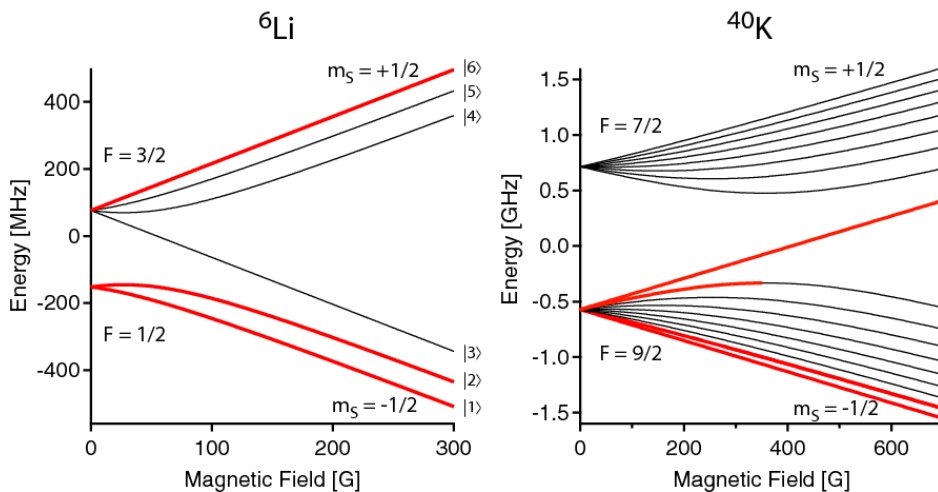 ⁶Li
m_S = +1/2
|6⟩
|5⟩
|4⟩
F = 3/2
F = 1/2
|3⟩
|2⟩
|1⟩
m_S = -1/2
400
200
0
-200
-400
Energy [MHz]
0
100
200
300
Magnetic Field [G]
⁴⁰K
m_S = +1/2
F = 7/2
F = 9/2
m_S = -1/2
1.5
1.0
0.5
0.0
-0.5
-1.0
-1.5
Energy [GHz]
0
200
400
600
Magnetic Field [G]